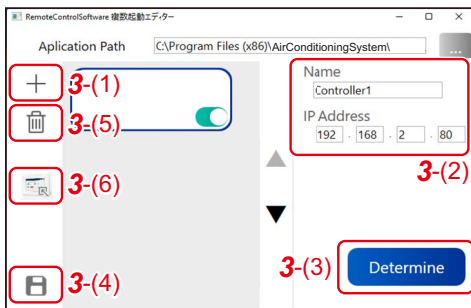 RemoteControlSoftware 複数起動エディター
Aplication Path
C:\Program Files (x86)\AirConditioningSystem\
...
3-(1)
3-(5)
3-(6)
3-(4)
Name
Controller1
IP Address
192 . 168 . 2 . 80
3-(2)
3-(3)
Determine